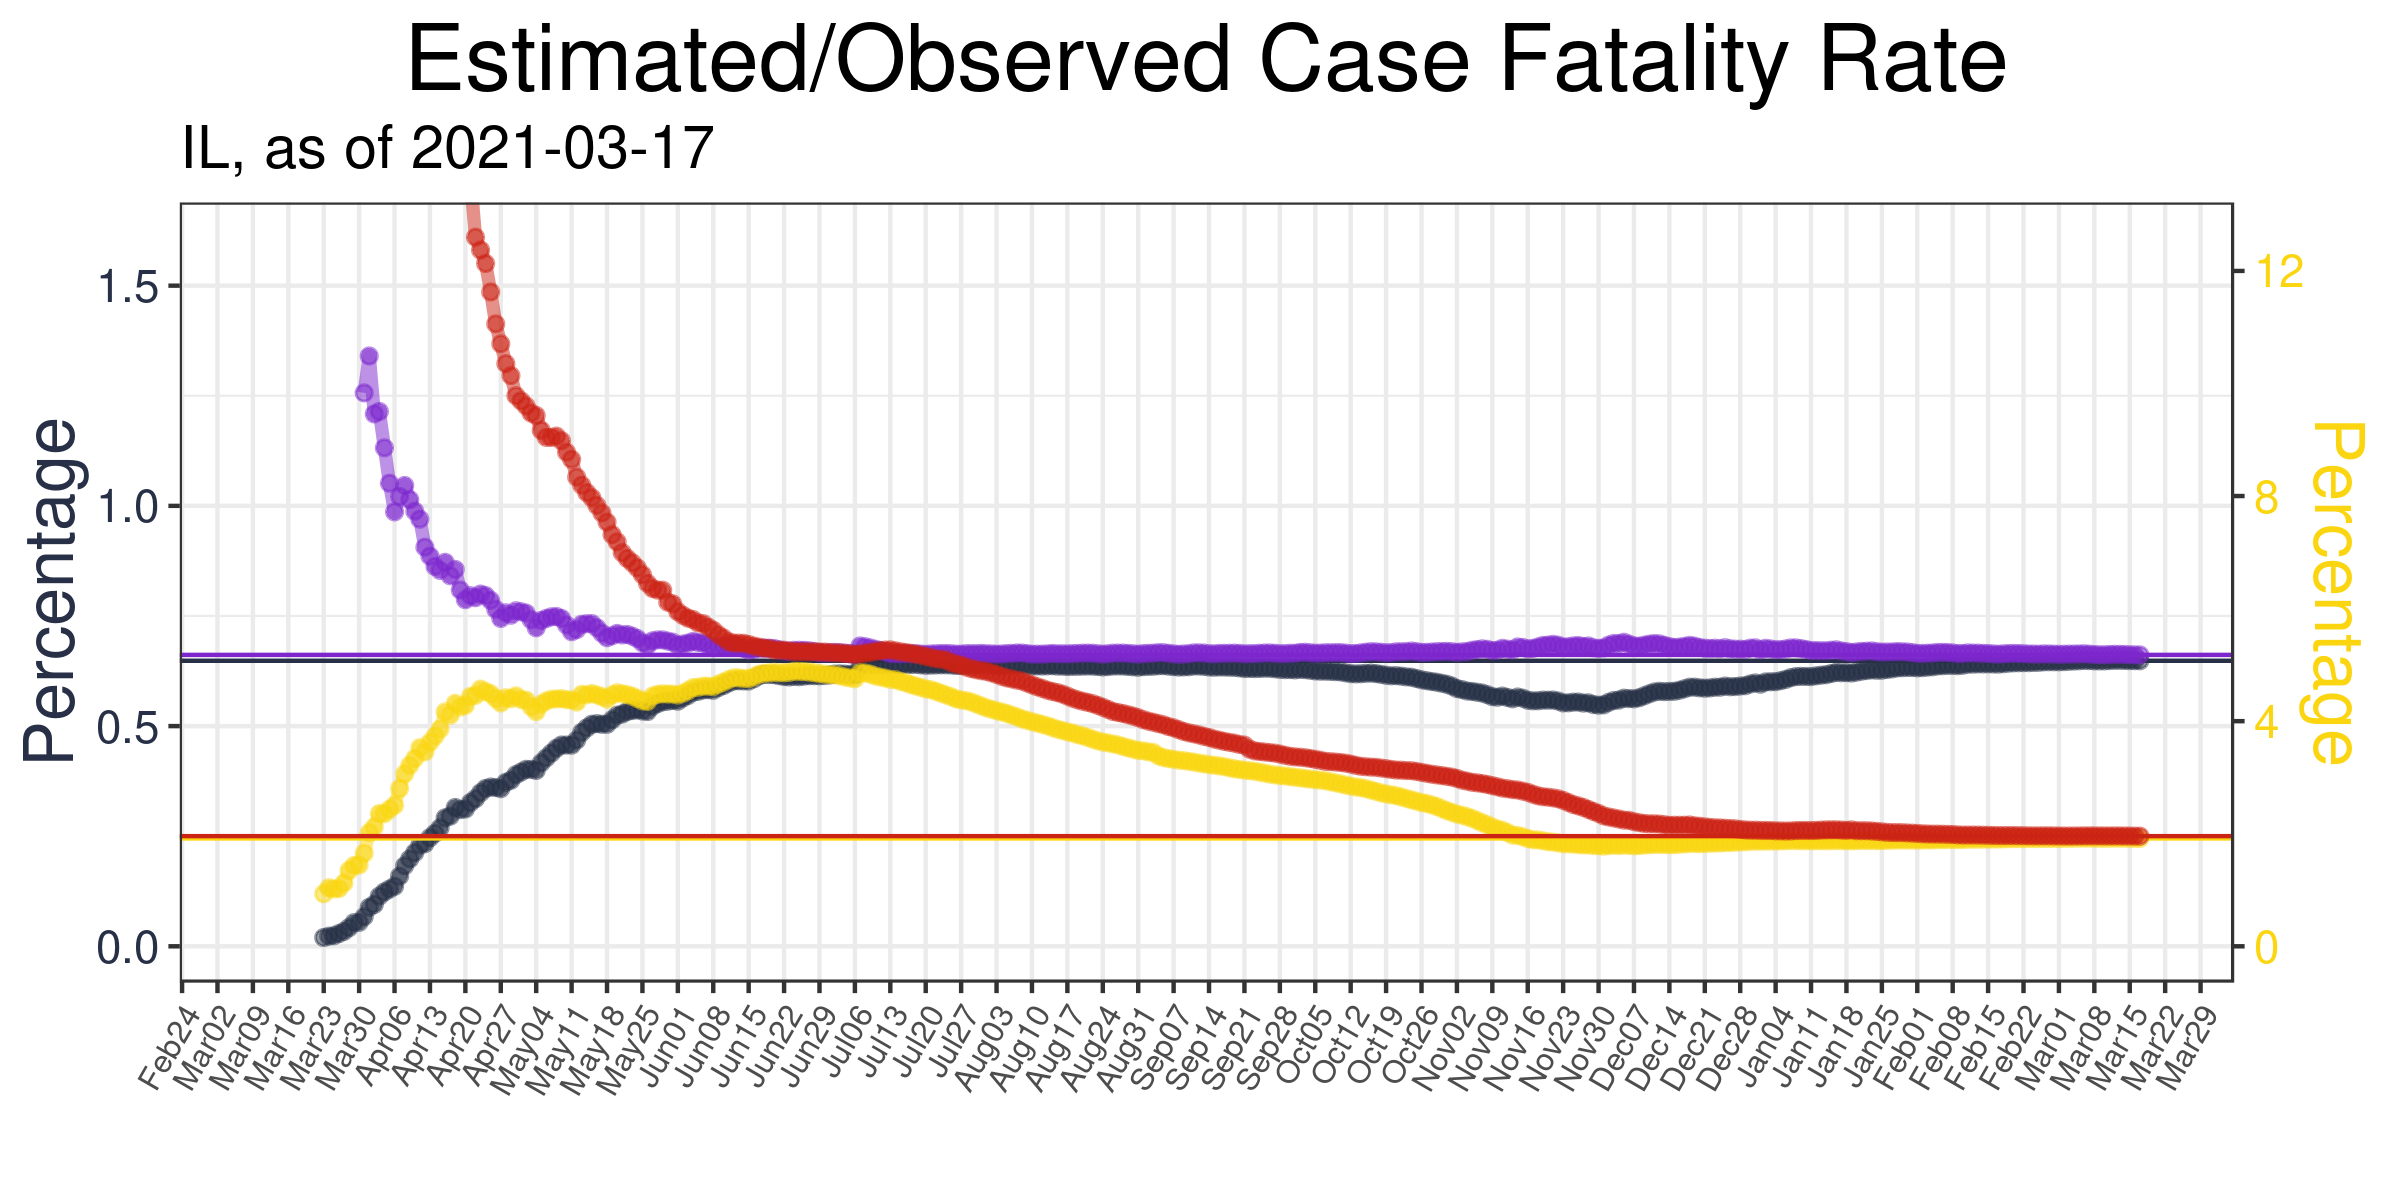 Estimated/Observed Case Fatality Rate
IL, as of 2021-03-17
Percentage
1.5
1.0
0.5
0.0
12
8
4
0
Percentage
Feb24
Mar02
Mar09
Mar16
Mar23
Mar30
Apr06
Apr13
Apr20
Apr27
May04
May11
May18
May25
Jun01
Jun08
Jun15
Jun22
Jun29
Jul06
Jul13
Jul20
Jul27
Aug03
Aug10
Aug17
Aug24
Aug31
Sep07
Sep14
Sep21
Sep28
Oct05
Oct12
Oct19
Oct26
Nov02
Nov09
Nov16
Nov23
Nov30
Dec07
Dec14
Dec21
Dec28
Jan04
Jan11
Jan18
Jan25
Feb01
Feb08
Feb15
Feb22
Mar01
Mar08
Mar15
Mar22
Mar29